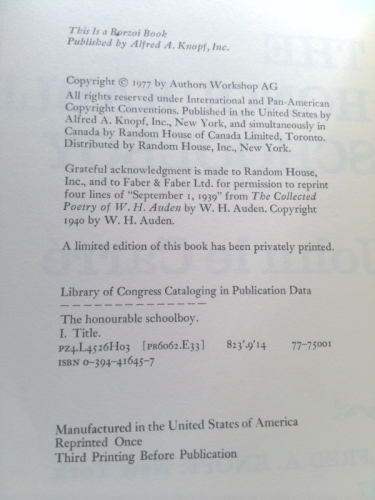 This Is a Borzoi Book
Published by Alfred A. Knopf, Inc.
Copyright © 1977 by Authors Workshop AG
All rights reserved under International and Pan-American
Copyright Conventions. Published in the United States by
Alfred A. Knopf, Inc., New York, and simultaneously in
Canada by Random House of Canada Limited, Toronto.
Distributed by Random House, Inc., New York.
Grateful acknowledgment is made to Random House,
Inc., and to Faber & Faber Ltd. for permission to reprint
four lines of "September 1, 1939" from The Collected
Poetry of W. H. Auden by W. H. Auden. Copyright
1940 by W. H. Auden.
A limited edition of this book has been privately printed.
Library of Congress Cataloging in Publication Data
The honourable schoolboy.
I. Title.
PZ4.L4526Ho3 [PR6062.E33] 823'.9'14 77-75001
ISBN 0-394-41645-7
Manufactured in the United States of America
Reprinted Once
Third Printing Before Publication